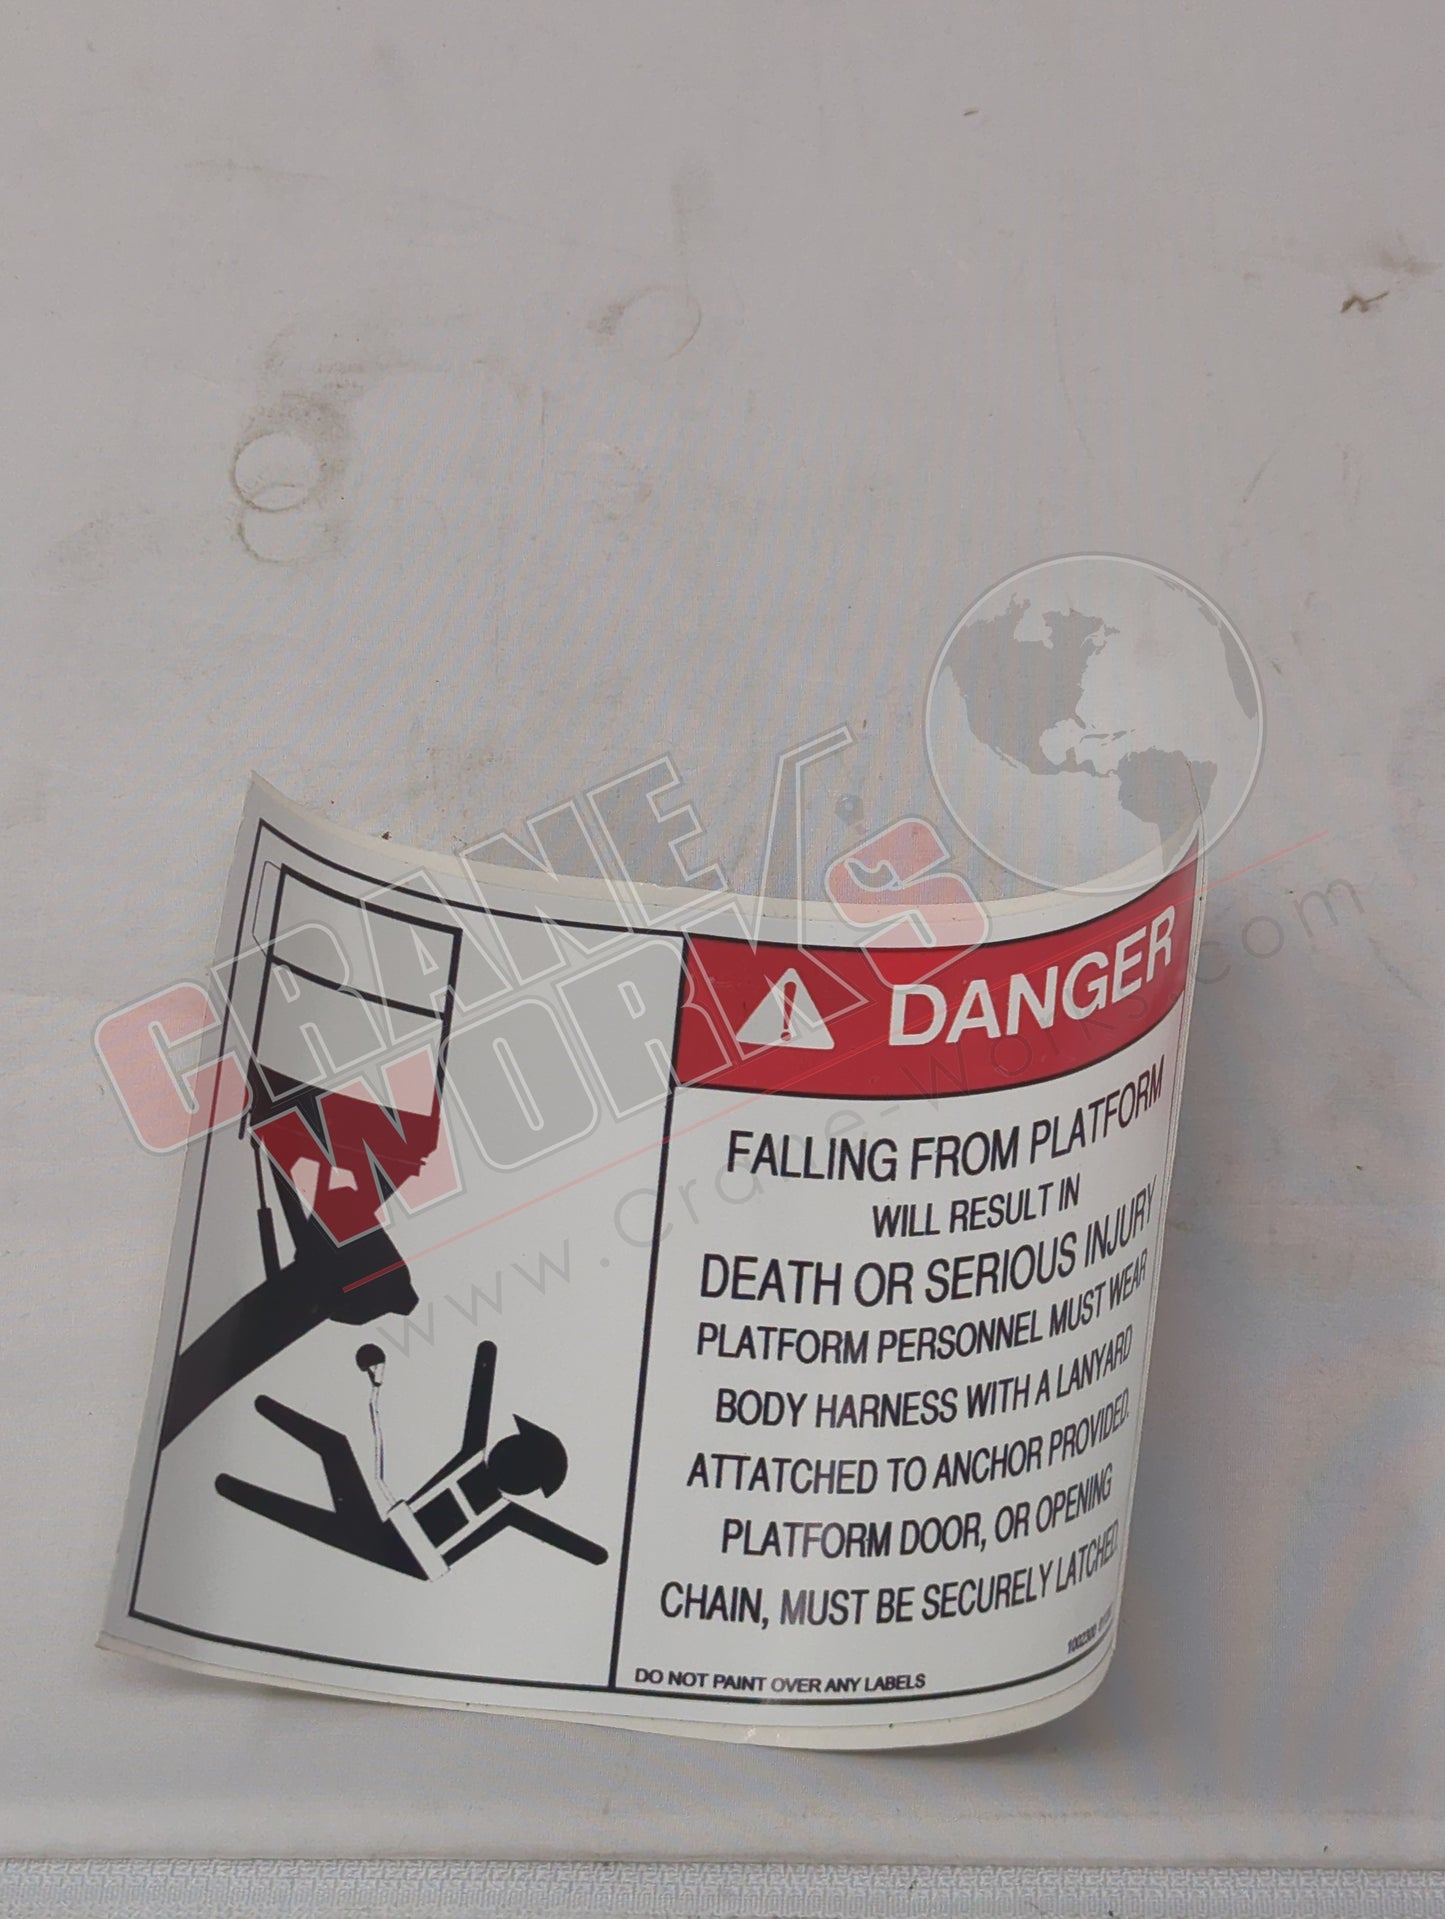 CRANE
WORKS
www.crane-works.com
DANGER
FALLING FROM PLATFORM
WILL RESULT IN
DEATH OR SERIOUS INJURY
PLATFORM PERSONNEL MUST WEAR
BODY HARNESS WITH A LANYARD
ATTATCHED TO ANCHOR PROVIDED.
PLATFORM DOOR, OR OPENING
CHAIN, MUST BE SECURELY LATCHED.
1002300
DO NOT PAINT OVER ANY LABELS